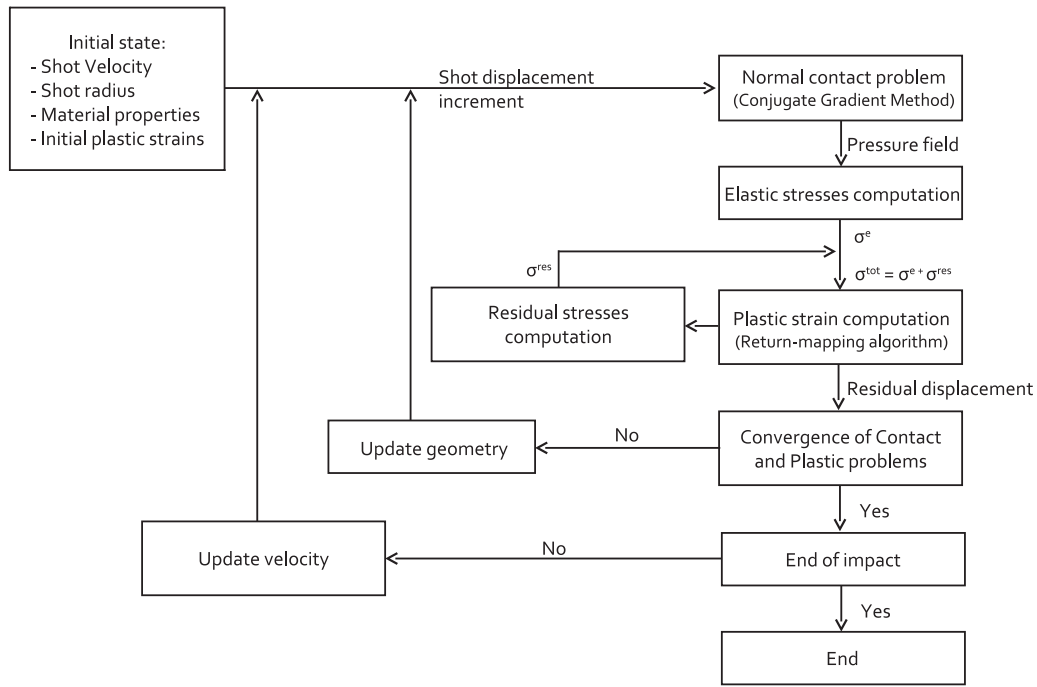 Initial state:
- Shot Velocity
- Shot radius
- Material properties
- Initial plastic strains
Shot displacement
increment
Normal contact problem
(Conjugate Gradient Method)
Pressure field
Elastic stresses computation
σᵉ
σʳᵉˢ
σᵗᵒᵗ = σᵉ⁺ σʳᵉˢ
Residual stresses
computation
Plastic strain computation
(Return-mapping algorithm)
Residual displacement
Update geometry
No
Convergence of Contact
and Plastic problems
Yes
Update velocity
No
End of impact
Yes
End